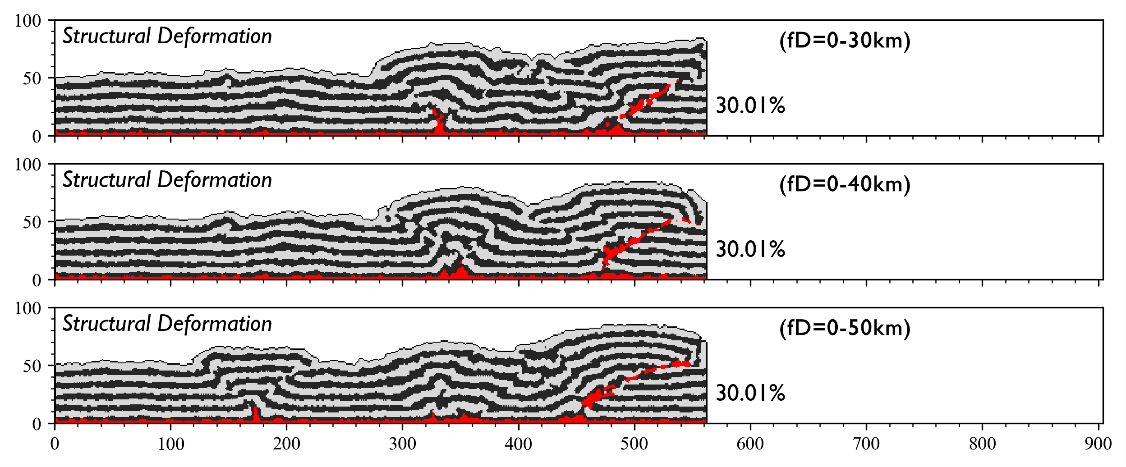 100
Structural Deformation
(fD=0-30km)
50
30.01%
0
100
Structural Deformation
(fD=0-40km)
50
30.01%
0
100
Structural Deformation
(fD=0-50km)
50
30.01%
0
0 100 200 300 400 500 600 700 800 900